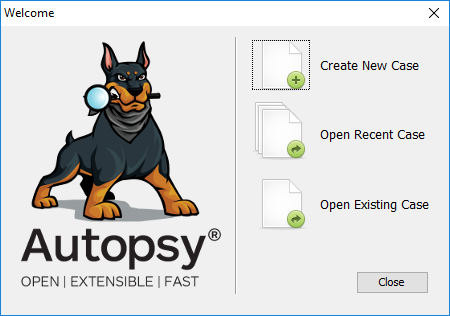 Welcome
Create New Case
Open Recent Case
Open Existing Case
Autopsy®
OPEN | EXTENSIBLE | FAST
Close